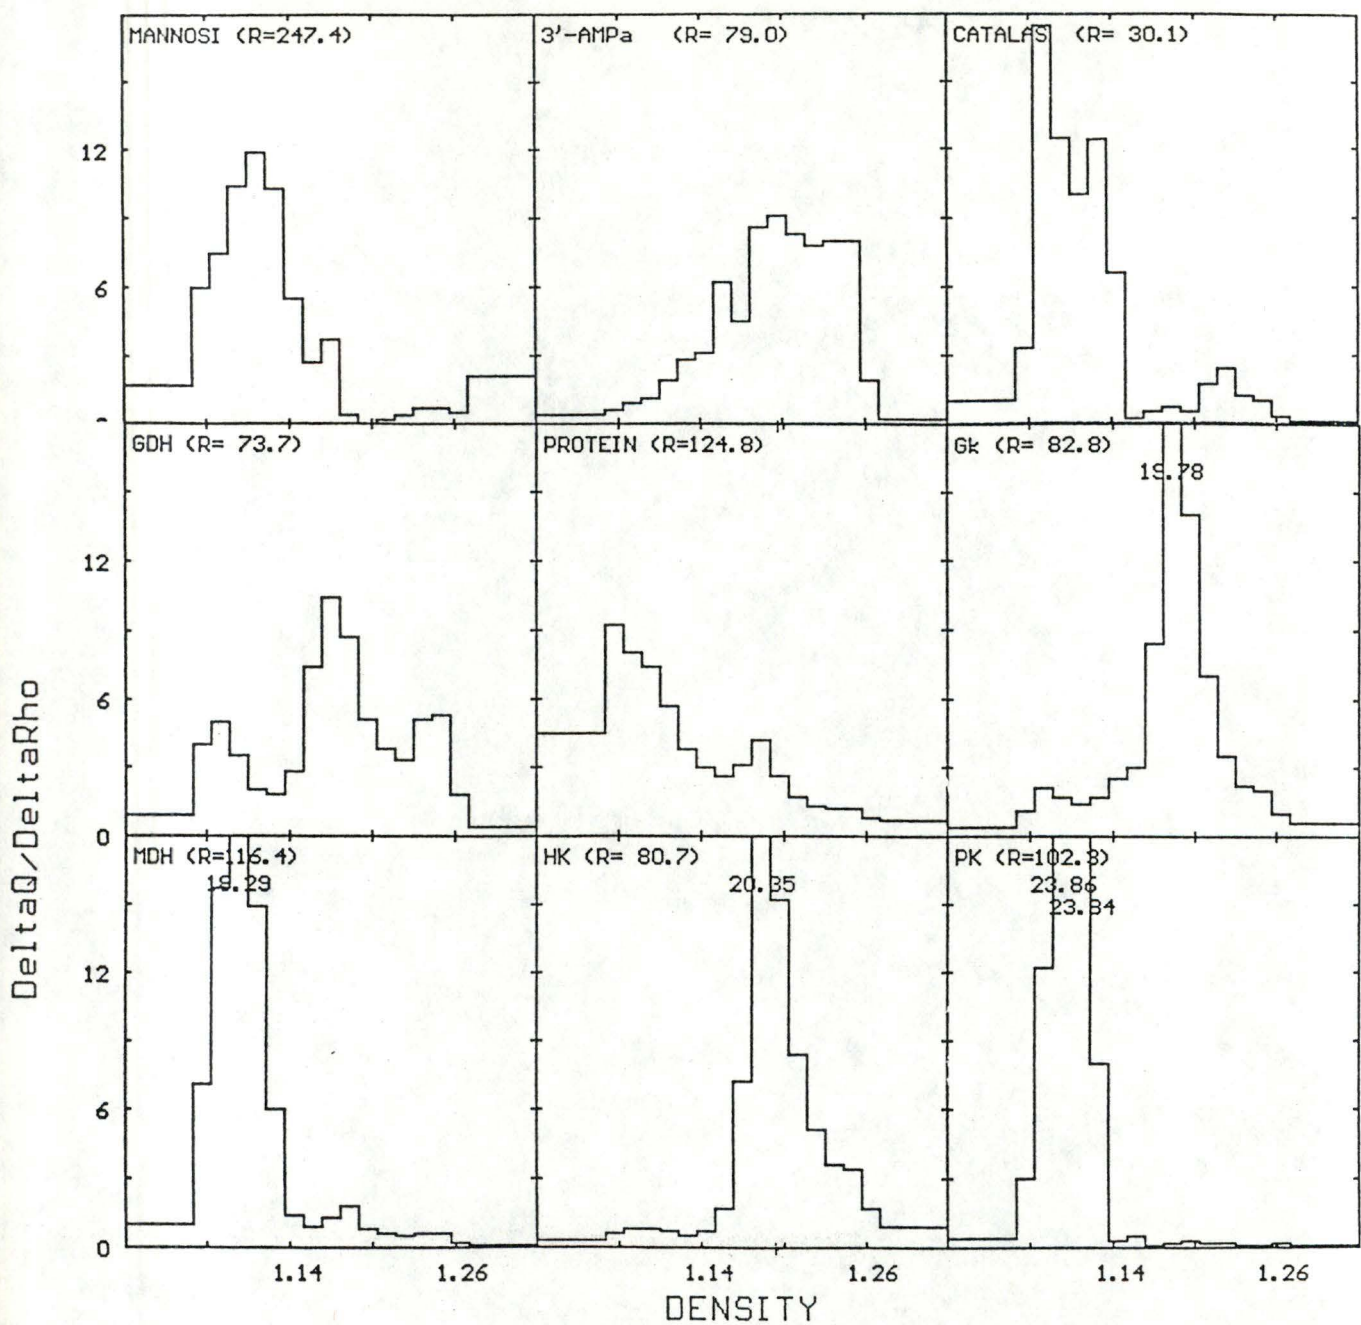 MANNOSI (R=247.4)
3'-AMPa (R= 79.0)
CATALAS (R= 30.1)
12
6
GDH (R= 73.7)
PROTEIN (R=124.8)
Gk (R= 82.8)
19.78
12
6
0
MDH (R=116.4)
19.29
HK (R= 80.7)
20.35
PK (R=102.3)
23.86
23.84
12
6
0
1.14 1.26
1.14 1.26
1.14 1.26
DENSITY
DeltaQ/DeltaRho